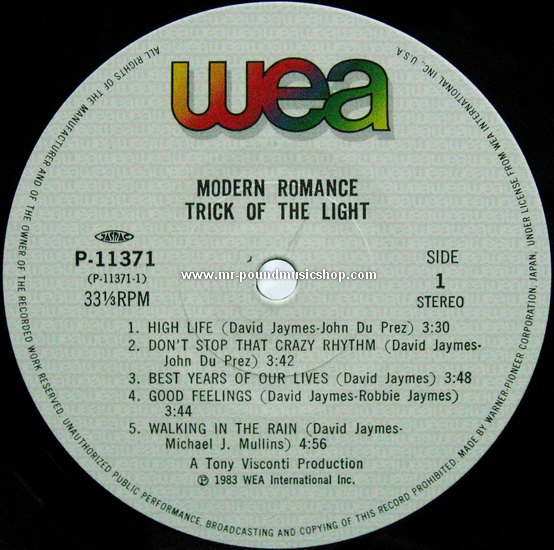 wea
MODERN ROMANCE
TRICK OF THE LIGHT
JASRAC
P-11371
(P-11371-1)
33⅓RPM
SIDE
1
STEREO
www.mr-poundmusicshop.com
1. HIGH LIFE (David Jaymes-John Du Prez) 3:30
2. DON'T STOP THAT CRAZY RHYTHM (David Jaymes-
John Du Prez) 3:42
3. BEST YEARS OF OUR LIVES (David Jaymes) 3:48
4. GOOD FEELINGS (David Jaymes-Robbie Jaymes)
3:44
5. WALKING IN THE RAIN (David Jaymes-
Michael J. Mullins) 4:56
A Tony Visconti Production
℗ 1983 WEA International Inc.
ALL RIGHTS OF THE MANUFACTURER AND OF THE OWNER OF THE RECORDED WORK RESERVED. UNAUTHORIZED PUBLIC PERFORMANCE, BROADCASTING AND COPYING OF THIS RECORD PROHIBITED. MADE BY WARNER-PIONEER CORPORATION, JAPAN, UNDER LICENSE FROM WEA INTERNATIONAL INC., U.S.A.